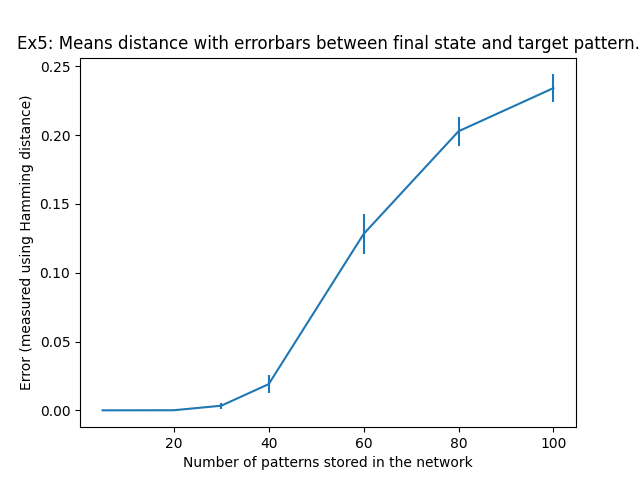 Ex5: Means distance with errorbars between final state and target pattern.
0.25
0.20
0.15
0.10
0.05
0.00
Error (measured using Hamming distance)
20 40 60 80 100
Number of patterns stored in the network